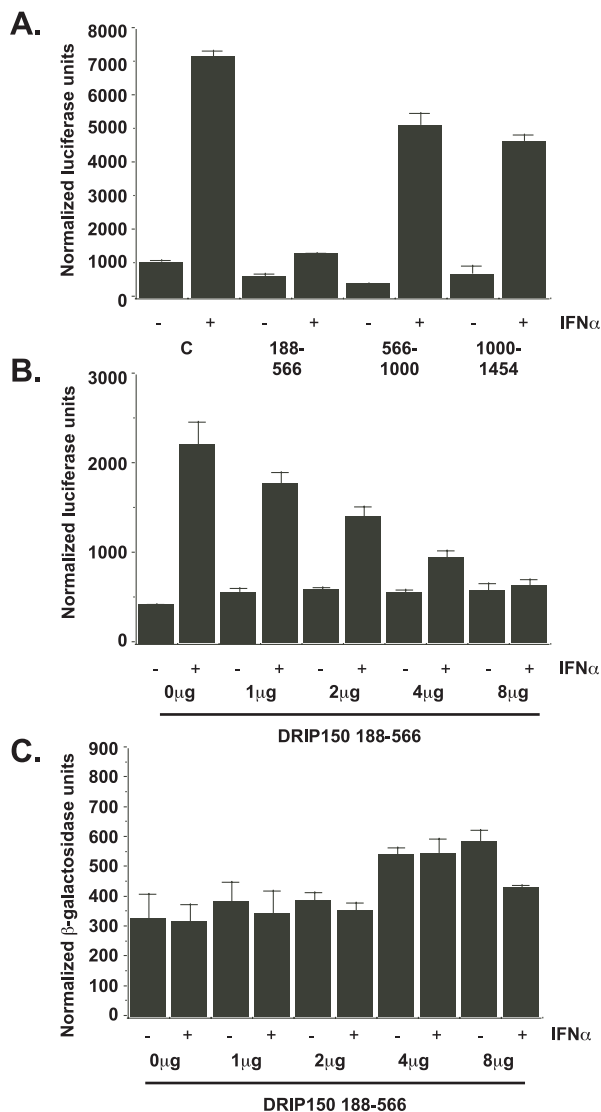 A.
Normalized luciferase units
8000
7000
6000
5000
4000
3000
2000
1000
0
- + - + - + - + IFNα
C 188-566 566-1000 1000-1454
B.
Normalized luciferase units
3000
2000
1000
0
- + - + - + - + - + IFNα
0μg 1μg 2μg 4μg 8μg
DRIP150 188-566
C.
Normalized β-galactosidase units
900
800
700
600
500
400
300
200
100
0
- + - + - + - + - + IFNα
0μg 1μg 2μg 4μg 8μg
DRIP150 188-566